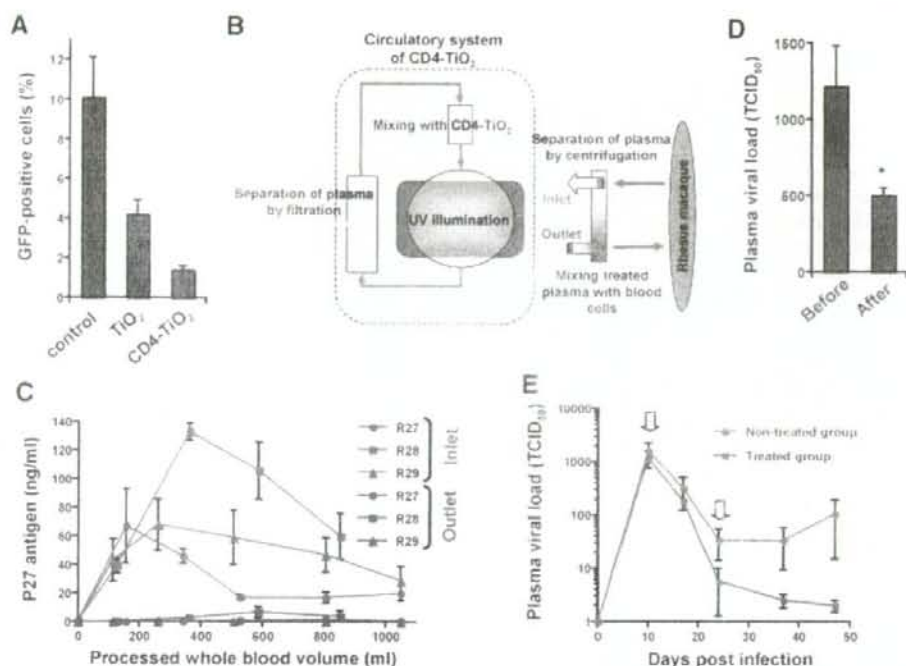 A
GFP-positive cells (%)
12
10
8
6
4
2
0
control
TiO2
CD4-TiO2
B
Circulatory system
of CD4-TiO2
Mixing with CD4-TiO2
Separation of plasma
by filtration
UV illumination
Separation of plasma
by centrifugation
Inlet
Outlet
Mixing treated
plasma with blood
cells
Rhesus macaque
D
Plasma viral load (TCID50)
1500
1000
500
0
*
Before
After
C
P27 antigen (ng/ml)
140
120
100
80
60
40
20
0
0
200
400
600
800
1000
Processed whole blood volume (ml)
R27
R28
R29
Inlet
R27
R28
R29
Outlet
E
Plasma viral load (TCID50)
10000
1000
100
10
1
0
10
20
30
40
50
Days post infection
Non-treated group
Treated group